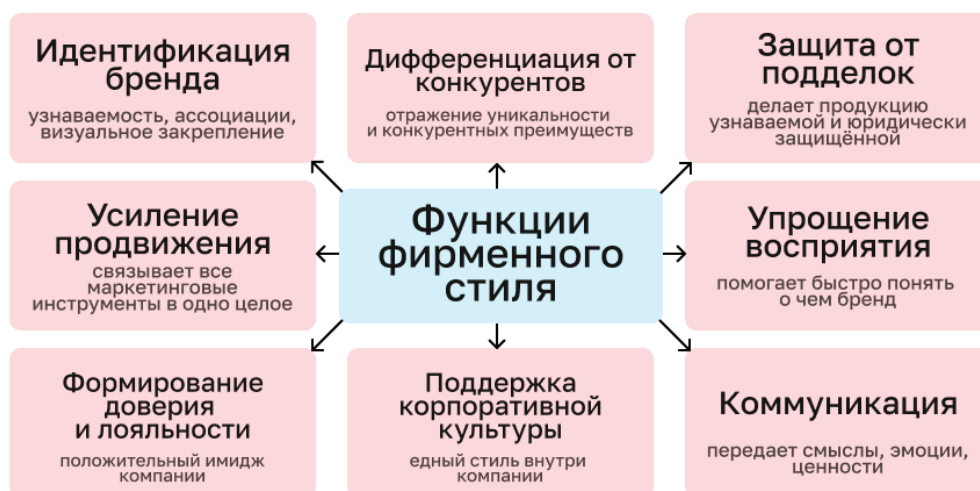 Идентификация
бренда
узнаваемость, ассоциации,
визуальное закрепление
Дифференциация от
конкурентов
отражение уникальности
и конкурентных преимуществ
Защита от
подделок
делает продукцию
узнаваемой и юридически
защищённой
Усиление
продвижения
связывает все
маркетинговые
инструменты в одно целое
Функции
фирменного
стиля
Упрощение
восприятия
помогает быстро понять
о чем бренд
Формирование
доверия
и лояльности
положительный имидж
компании
Поддержка
корпоративной
культуры
едный стиль внутри
компании
Коммуникация
передает смыслы, эмоции,
ценности